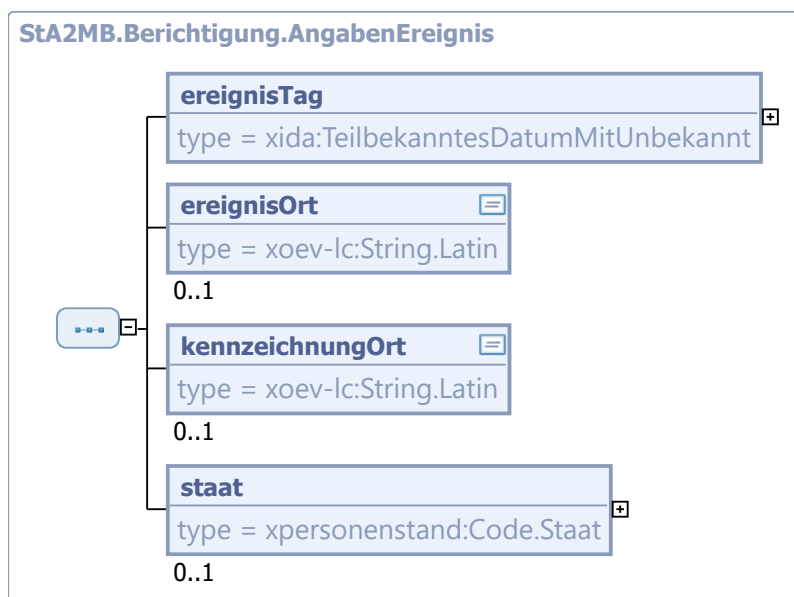 StA2MB.Berichtigung.AngabenEreignis
ereignisTag
type = xida:TeilbekanntesDatumMitUnbekannt
ereignisOrt
type = xoev-lc:String.Latin
0..1
kennzeichnungOrt
type = xoev-lc:String.Latin
0..1
staat
type = xpersonenstand:Code.Staat
0..1